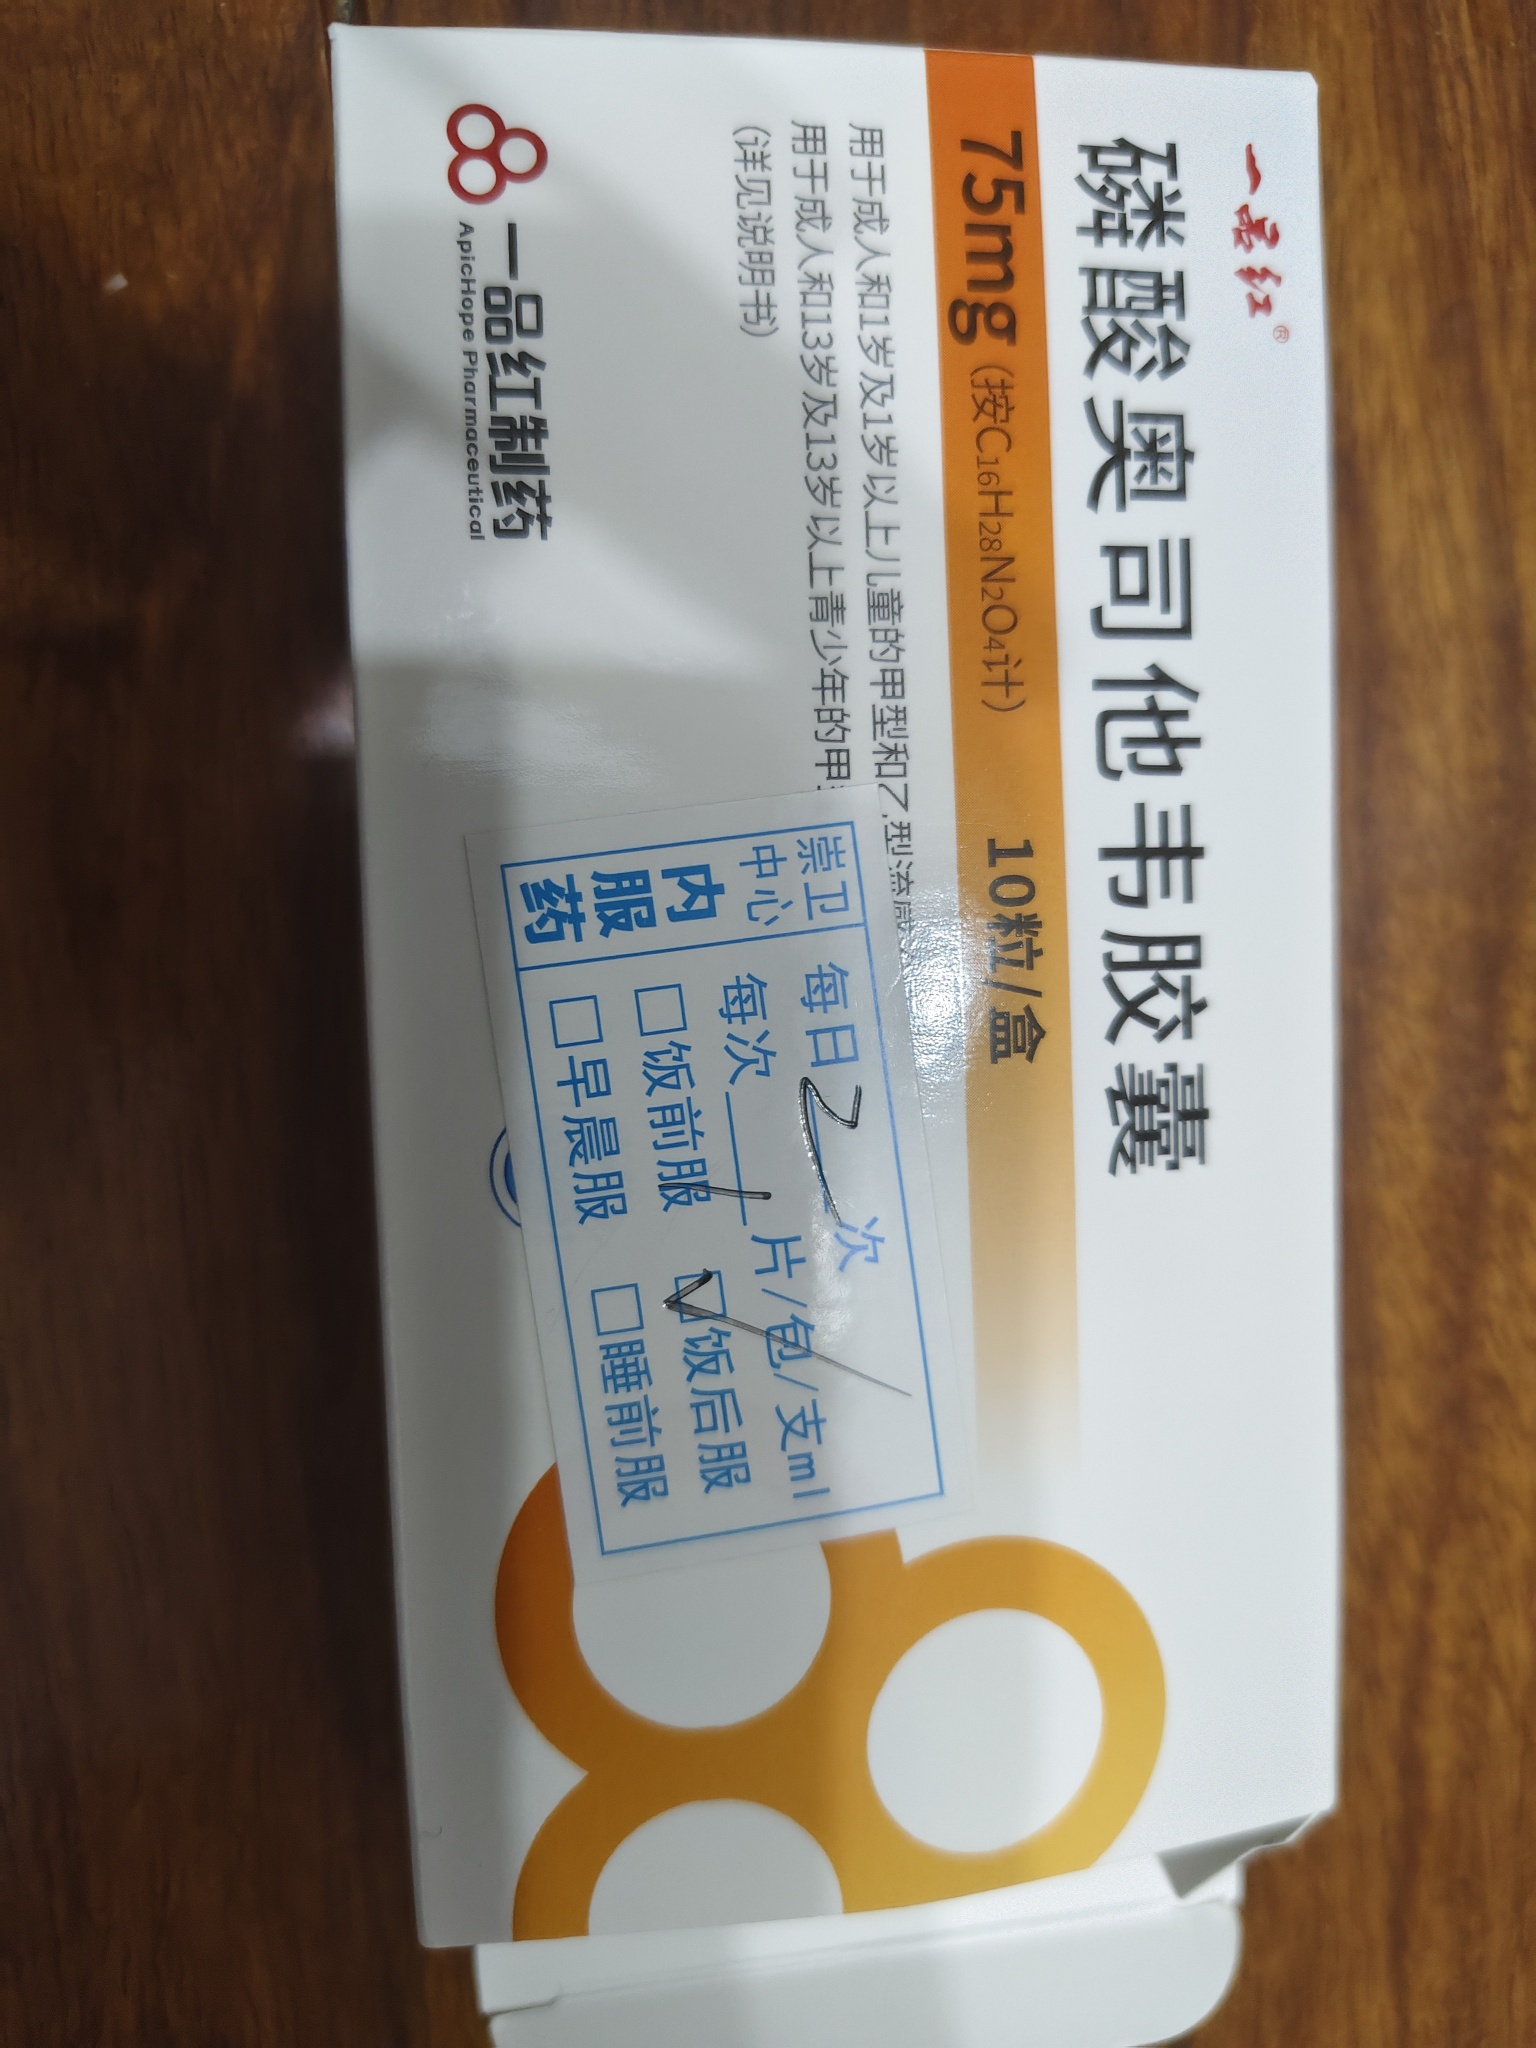 一品红®
磷酸奥司他韦胶囊
75mg（按C₁₆H₂₈N₂O₄计） 10粒/盒
用于成人和1岁及1岁以上儿童的甲型和乙型流感
用于成人和13岁及13岁以上青少年的甲
（详见说明书）
一品红制药
ApicHope Pharmaceutical
崇卫
中心
内
服
药
每日2次
每次1片/包/支ml
□饭前服 ☑饭后服
□早晨服 □睡前服